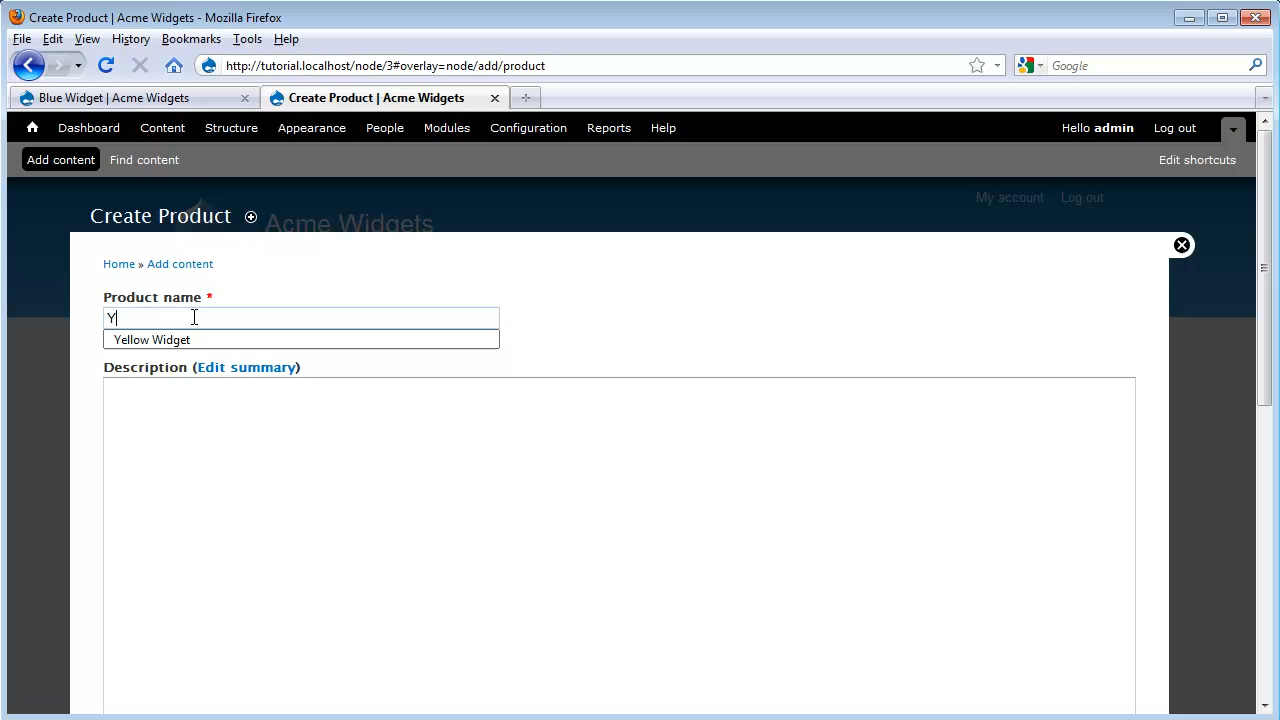 Create Product | Acme Widgets - Mozilla Firefox
File Edit View History Bookmarks Tools Help
http://tutorial.localhost/node/3#overlay=node/add/product Google
Blue Widget | Acme Widgets Create Product | Acme Widgets
Dashboard Content Structure Appearance People Modules Configuration Reports Help Hello admin Log out
Add content Find content Edit shortcuts
My account Log out
Create Product Acme Widgets
Home » Add content
Product name *
Y
Yellow Widget
Description (Edit summary)